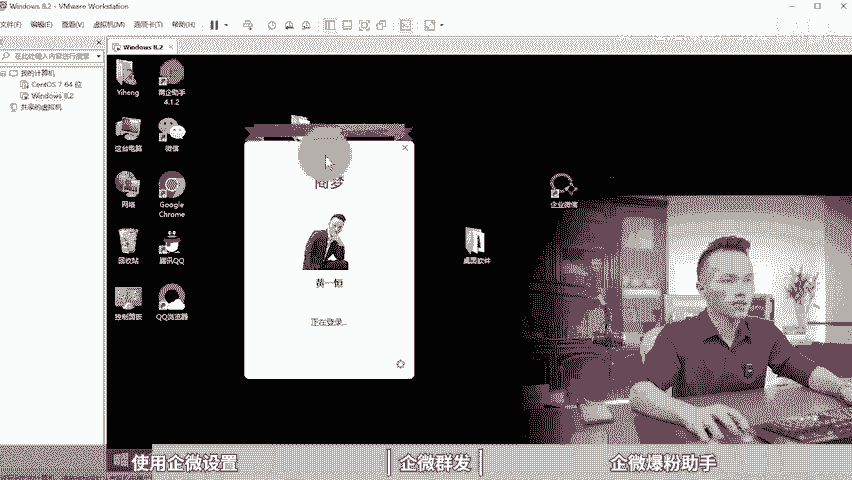 Windows 8.2 - VMware Workstation
文件(F) 编辑(E) 查看(V) 虚拟机(M) 选项卡(T) 帮助(H)
Windows 8.2
在此处键入内容进行搜索
我的计算机
CentOS 7 64 位
Windows 8.2
共享的虚拟机
Yiheng
4.1.2
这台电脑
微信
网络
Google Chrome
回收站
腾讯QQ
控制面板
QQ浏览器
商梦
黄一恒
正在登录...
企业微信
桌面软件
使用企微设置
企微群发
企微爆粉助手